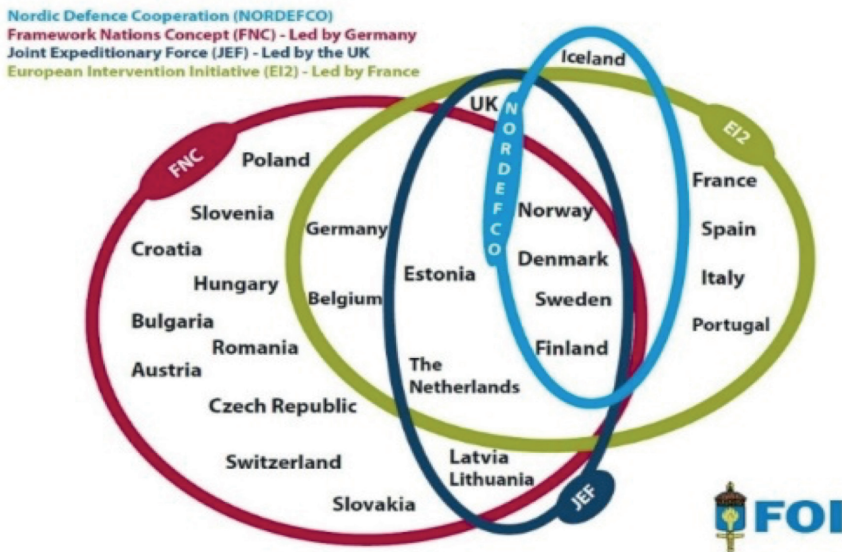 Nordic Defence Cooperation (NORDEFCO)
Framework Nations Concept (FNC) - Led by Germany
Joint Expeditionary Force (JEF) - Led by the UK
European Intervention Initiative (EI2) - Led by France
Iceland
UK
NORDEFCO
EI2
FNC
Poland
France
Slovenia
Norway
Germany
Spain
Croatia
Denmark
Estonia
Italy
Hungary
Belgium
Sweden
Bulgaria
Portugal
Romania
Finland
Austria
The
Netherlands
Czech Republic
Switzerland
Latvia
Lithuania
JEF
Slovakia
FOI